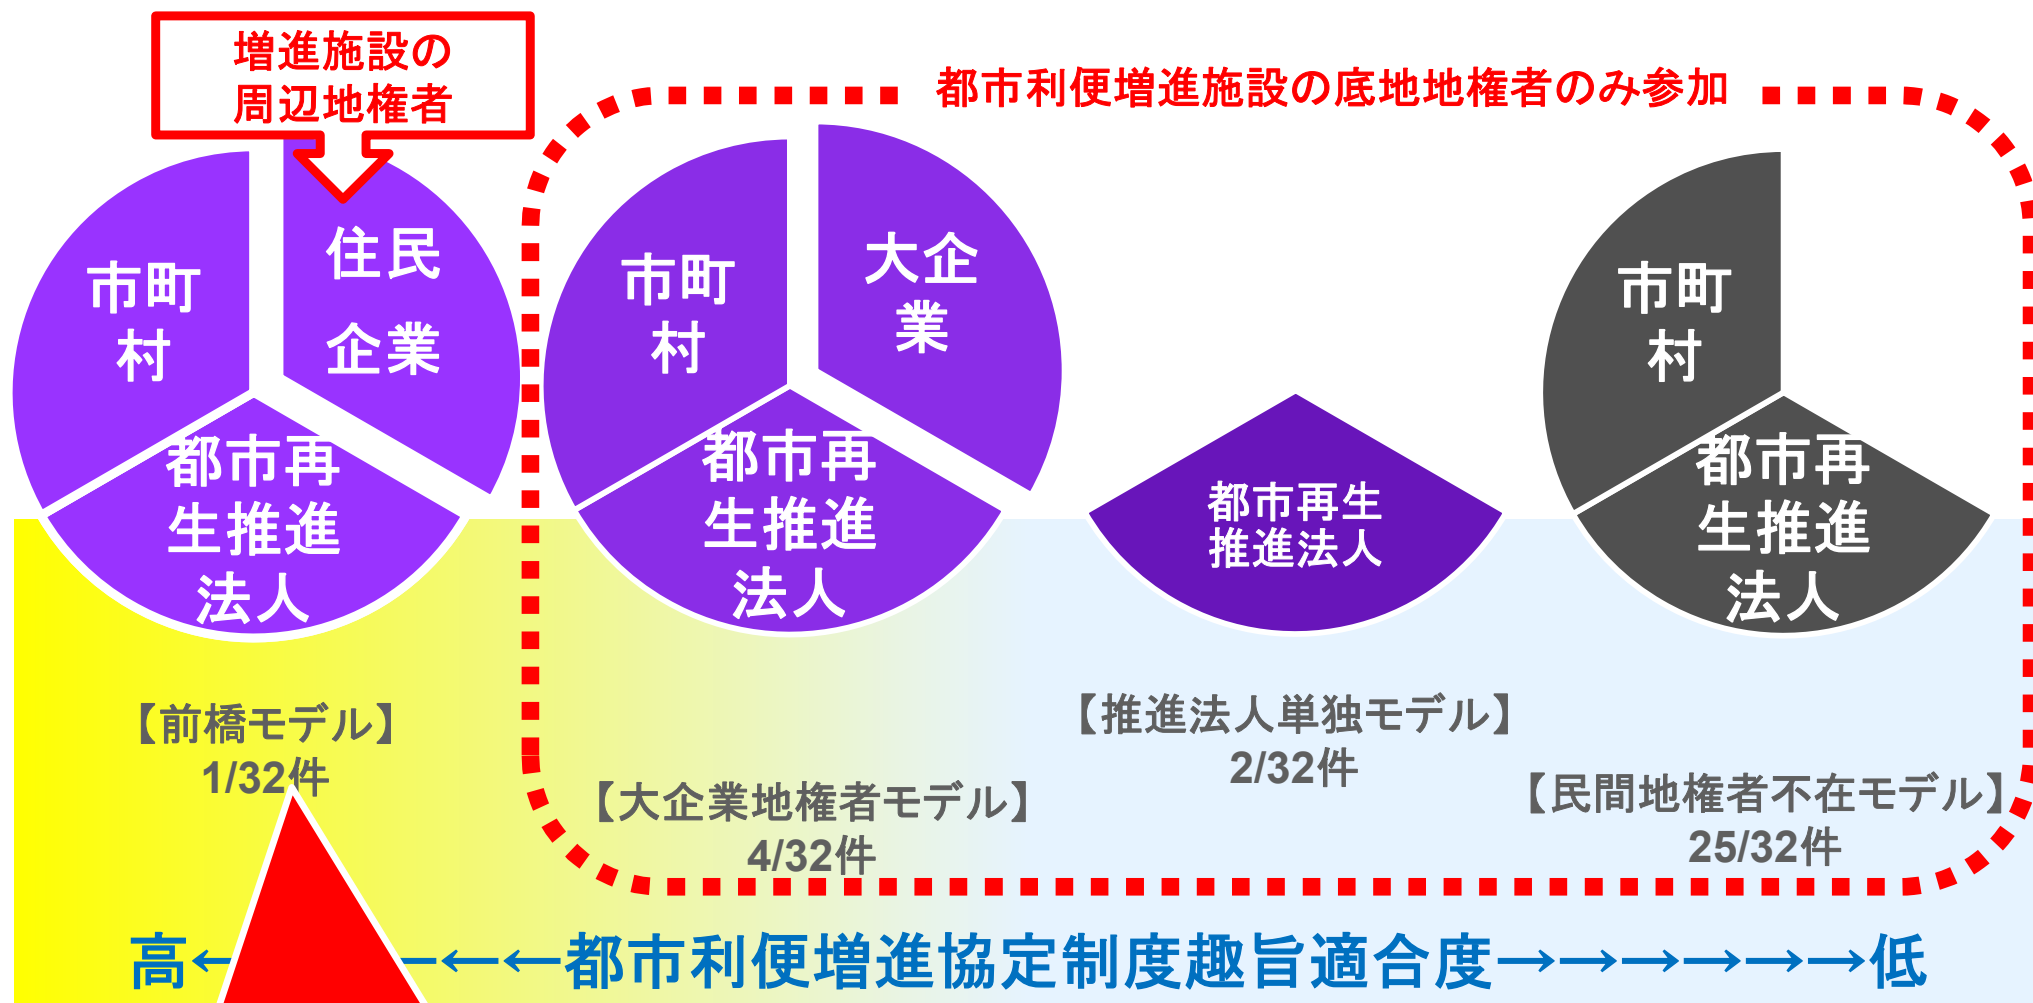 増進施設の
周辺地権者
都市利便増進施設の底地地権者のみ参加
市町
村
住民
企業
都市再
生推進
法人
市町
村
大企
業
都市再
生推進
法人
都市再生
推進法人
市町
村
都市再
生推進
法人
【前橋モデル】
1/32件
【大企業地権者モデル】
4/32件
【推進法人単独モデル】
2/32件
【民間地権者不在モデル】
25/32件
高←←←都市利便増進協定制度趣旨適合度→→→→→→低